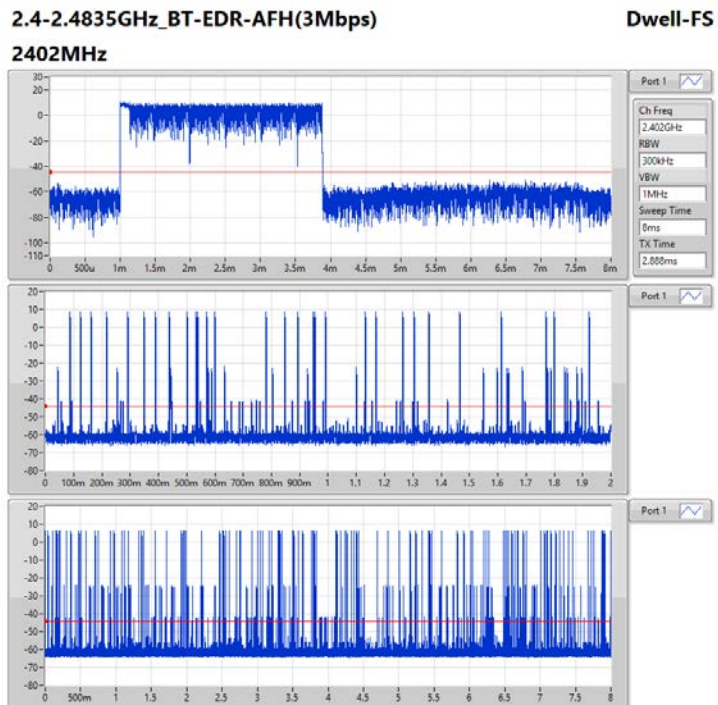 2.4-2.4835GHz_BT-EDR-AFH(3Mbps) Dwell-FS
2402MHz
30
20
0
-20
-40
-60
-80
-100
-110
0 500u 1m 1.5m 2m 2.5m 3m 3.5m 4m 4.5m 5m 5.5m 6m 6.5m 7m 7.5m 8m
Port 1
Ch Freq
2.402GHz
RBW
300kHz
VBW
1MHz
Sweep Time
8ms
TX Time
2.888ms
20
10
0
-10
-20
-30
-40
-50
-60
-70
-80
0 100m 200m 300m 400m 500m 600m 700m 800m 900m 1 1.1 1.2 1.3 1.4 1.5 1.6 1.7 1.8 1.9 2
Port 1
20
10
0
-10
-20
-30
-40
-50
-60
-70
-80
0 500m 1 1.5 2 2.5 3 3.5 4 4.5 5 5.5 6 6.5 7 7.5 8
Port 1